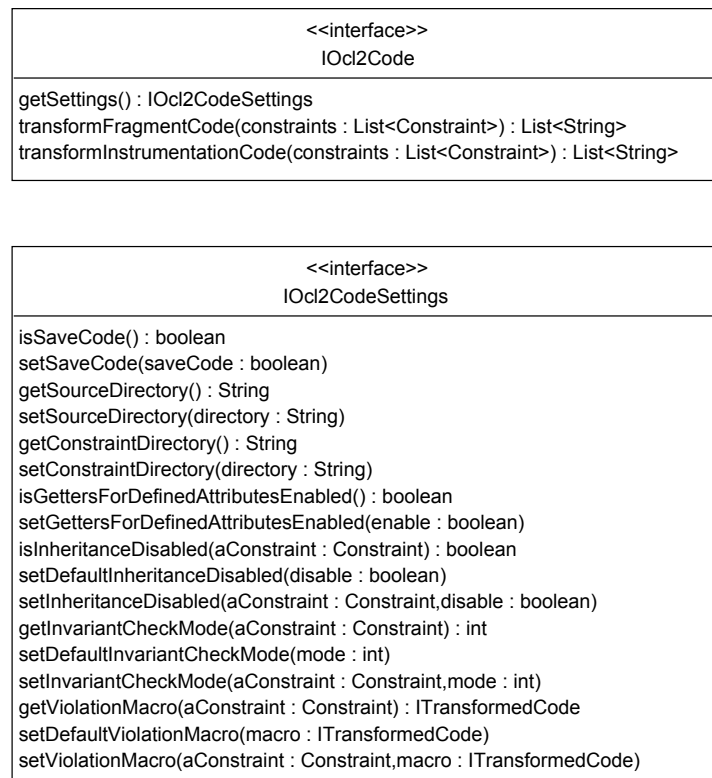 <<interface>>
IOcl2Code
getSettings() : IOcl2CodeSettings
transformFragmentCode(constraints : List<Constraint>) : List<String>
transformInstrumentationCode(constraints : List<Constraint>) : List<String>
<<interface>>
IOcl2CodeSettings
isSaveCode() : boolean
setSaveCode(saveCode : boolean)
getSourceDirectory() : String
setSourceDirectory(directory : String)
getConstraintDirectory() : String
setConstraintDirectory(directory : String)
isGettersForDefinedAttributesEnabled() : boolean
setGettersForDefinedAttributesEnabled(enable : boolean)
isInheritanceDisabled(aConstraint : Constraint) : boolean
setDefaultInheritanceDisabled(disable : boolean)
setInheritanceDisabled(aConstraint : Constraint,disable : boolean)
getInvariantCheckMode(aConstraint : Constraint) : int
setDefaultInvariantCheckMode(mode : int)
setInvariantCheckMode(aConstraint : Constraint,mode : int)
getViolationMacro(aConstraint : Constraint) : ITransformedCode
setDefaultViolationMacro(macro : ITransformedCode)
setViolationMacro(aConstraint : Constraint,macro : ITransformedCode)